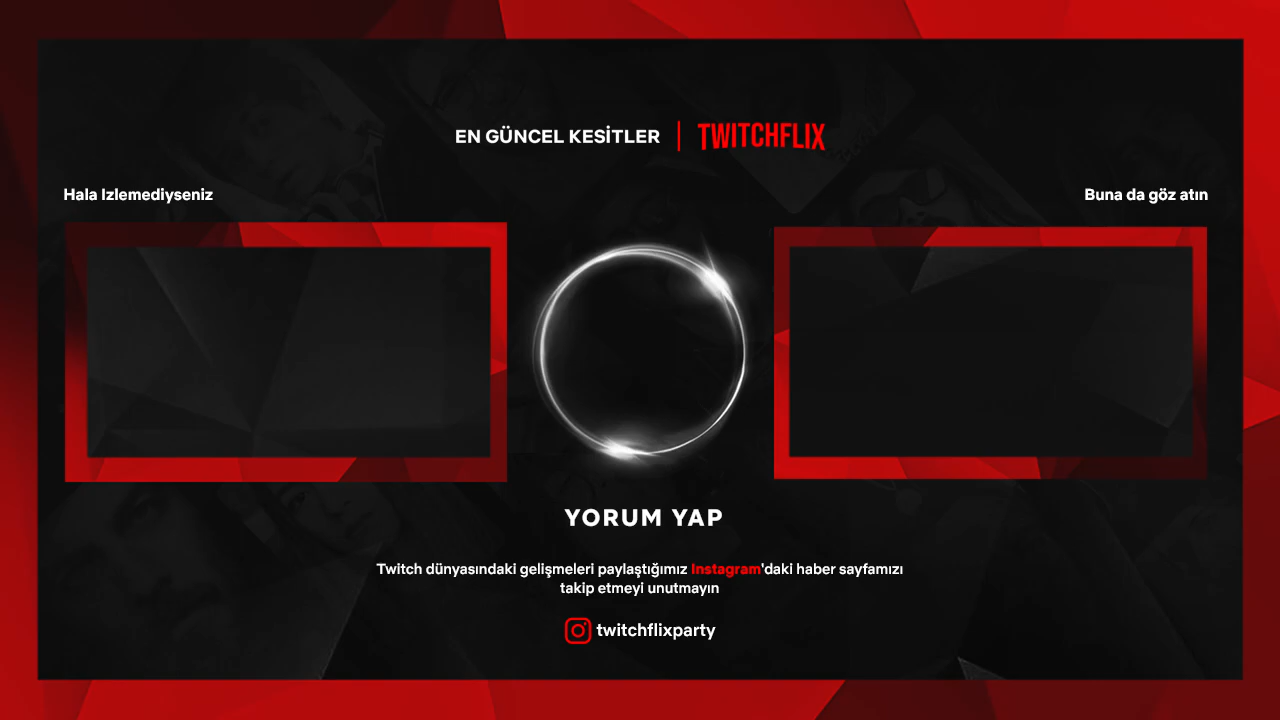 EN GÜNCEL KESİTLER | TWITCHFLIX
Hala Izlemediyseniz
Buna da göz atın
YORUM YAP
Twitch dünyasındaki gelişmeleri paylaştığımız Instagram'daki haber sayfamızı
takip etmeyi unutmayın
twitchflixparty